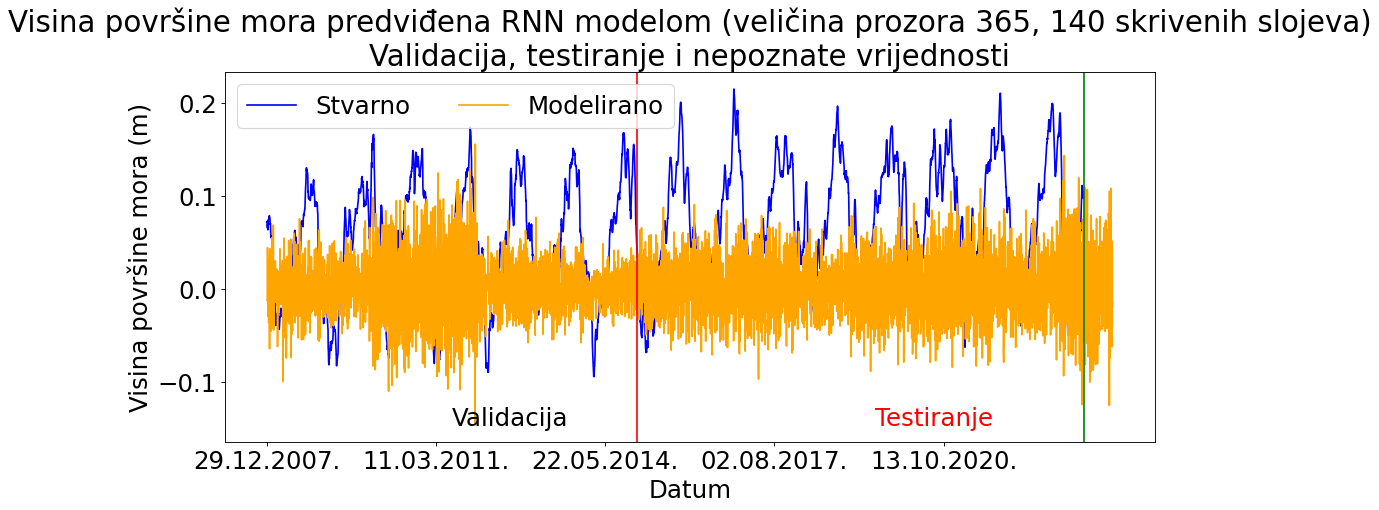 Visina površine mora predviđena RNN modelom (veličina prozora 365, 140 skrivenih slojeva)
Validacija, testiranje i nepoznate vrijednosti
Stvarno
Modelirano
Visina površine mora (m)
0.2
0.1
0.0
−0.1
Validacija
Testiranje
29.12.2007.
11.03.2011.
22.05.2014.
02.08.2017.
13.10.2020.
Datum